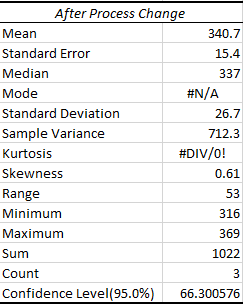 After Process Change
Mean 340.7
Standard Error 15.4
Median 337
Mode #N/A
Standard Deviation 26.7
Sample Variance 712.3
Kurtosis #DIV/0!
Skewness 0.61
Range 53
Minimum 316
Maximum 369
Sum 1022
Count 3
Confidence Level(95.0%) 66.300576